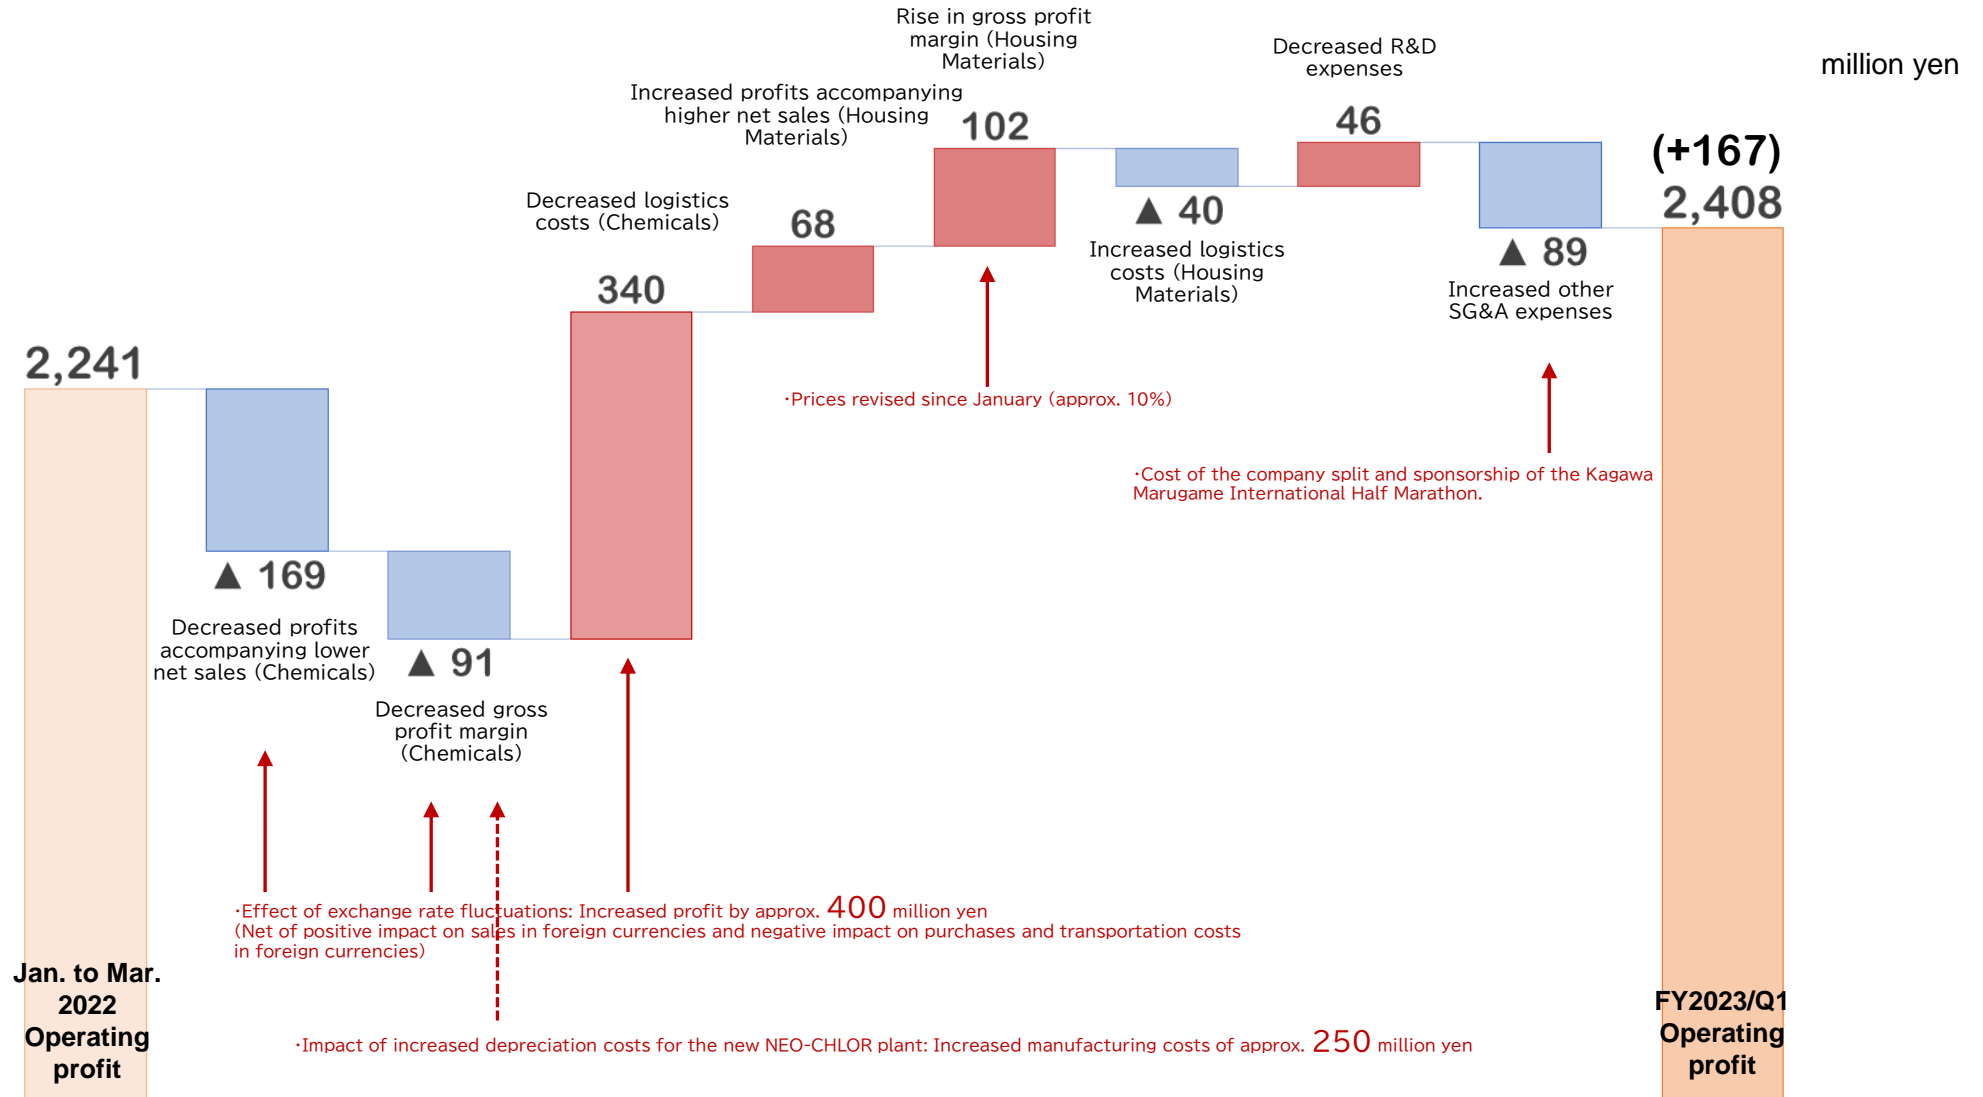 million yen
2,241
▲ 169
Decreased profits
accompanying lower
net sales (Chemicals)
▲ 91
Decreased gross
profit margin
(Chemicals)
Decreased logistics
costs (Chemicals)
340
Increased profits accompanying
higher net sales (Housing
Materials)
68
Rise in gross profit
margin (Housing
Materials)
102
▲ 40
Increased logistics
costs (Housing
Materials)
Decreased R&D
expenses
46
▲ 89
Increased other
SG&A expenses
(+167)
2,408
・Prices revised since January (approx. 10%)
・Cost of the company split and sponsorship of the Kagawa
Marugame International Half Marathon.
・Effect of exchange rate fluctuations: Increased profit by approx. 400 million yen
(Net of positive impact on sales in foreign currencies and negative impact on purchases and transportation costs
in foreign currencies)
・Impact of increased depreciation costs for the new NEO-CHLOR plant: Increased manufacturing costs of approx. 250 million yen
Jan. to Mar.
2022
Operating
profit
FY2023/Q1
Operating
profit